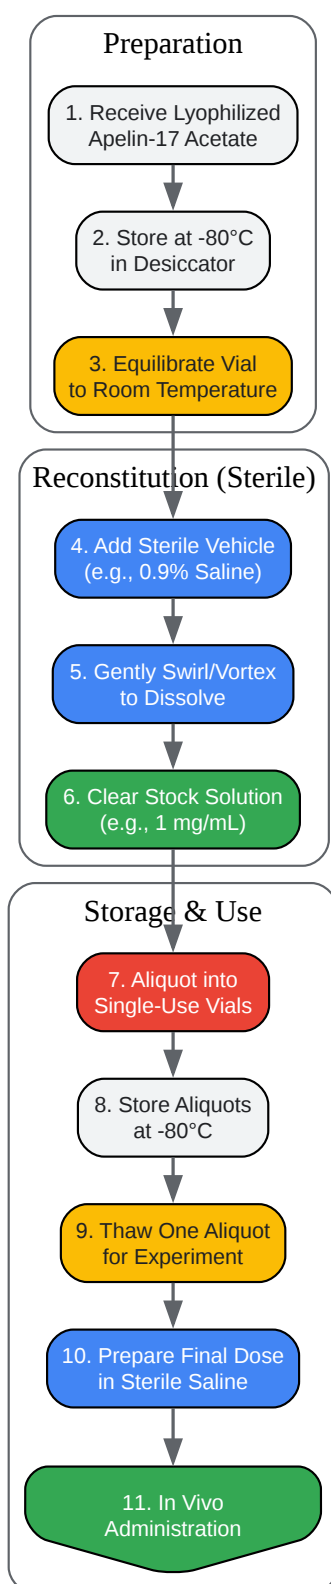 Preparation
1. Receive Lyophilized
Apelin-17 Acetate
2. Store at -80°C
in Desiccator
3. Equilibrate Vial
to Room Temperature
Reconstitution (Sterile)
4. Add Sterile Vehicle
(e.g., 0.9% Saline)
5. Gently Swirl/Vortex
to Dissolve
6. Clear Stock Solution
(e.g., 1 mg/mL)
Storage & Use
7. Aliquot into
Single-Use Vials
8. Store Aliquots
at -80°C
9. Thaw One Aliquot
for Experiment
10. Prepare Final Dose
in Sterile Saline
11. In Vivo
Administration